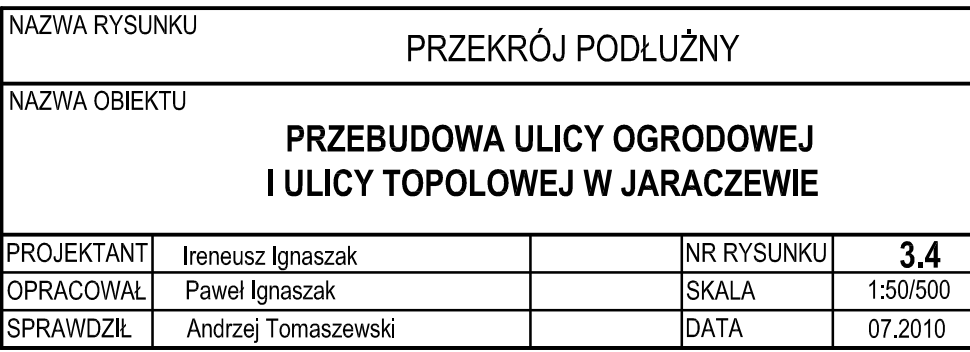 NAZWA RYSUNKU
PRZEKRÓJ PODŁUŻNY
NAZWA OBIEKTU
PRZEBUDOWA ULICY OGRODOWEJ
I ULICY TOPOLOWEJ W JARACZEWIE
PROJEKTANT Ireneusz Ignaszak NR RYSUNKU 3.4
OPRACOWAŁ Paweł Ignaszak SKALA 1:50/500
SPRAWDZIŁ Andrzej Tomaszewski DATA 07.2010